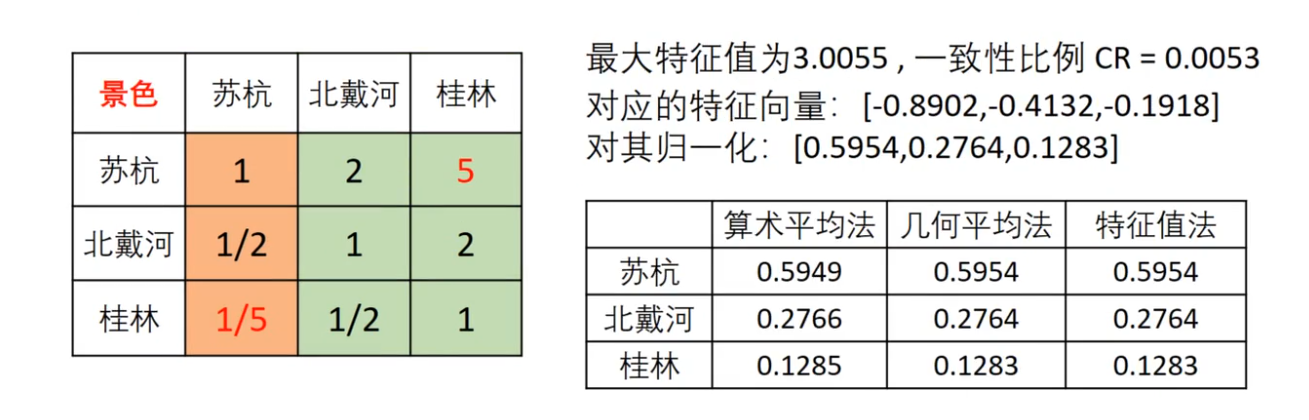 景色 苏杭 北戴河 桂林
苏杭 1 2 5
北戴河 1/2 1 2
桂林 1/5 1/2 1
最大特征值为3.0055 , 一致性比例 CR = 0.0053
对应的特征向量： [-0.8902,-0.4132,-0.1918]
对其归一化： [0.5954,0.2764,0.1283]
算术平均法 几何平均法 特征值法
苏杭 0.5949 0.5954 0.5954
北戴河 0.2766 0.2764 0.2764
桂林 0.1285 0.1283 0.1283